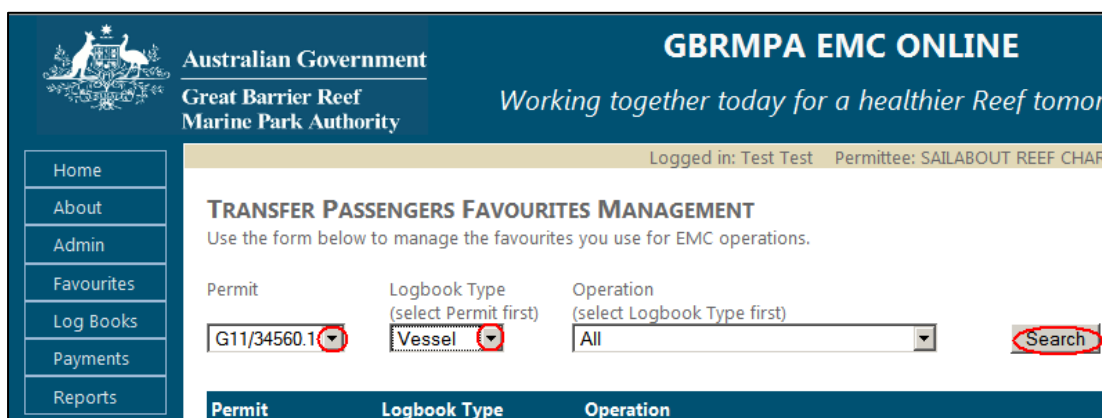 Australian Government
Great Barrier Reef
Marine Park Authority
GBRMPA EMC ONLINE
Working together today for a healthier Reef tomor
Logged in: Test Test Permittee: SAILABOUT REEF CHAR
Home
About
Admin
Favourites
Log Books
Payments
Reports
TRANSFER PASSENGERS FAVOURITES MANAGEMENT
Use the form below to manage the favourites you use for EMC operations.
Permit Logbook Type Operation
(select Permit first) (select Logbook Type first)
G11/34560.1 Vessel All Search
Permit Logbook Type Operation